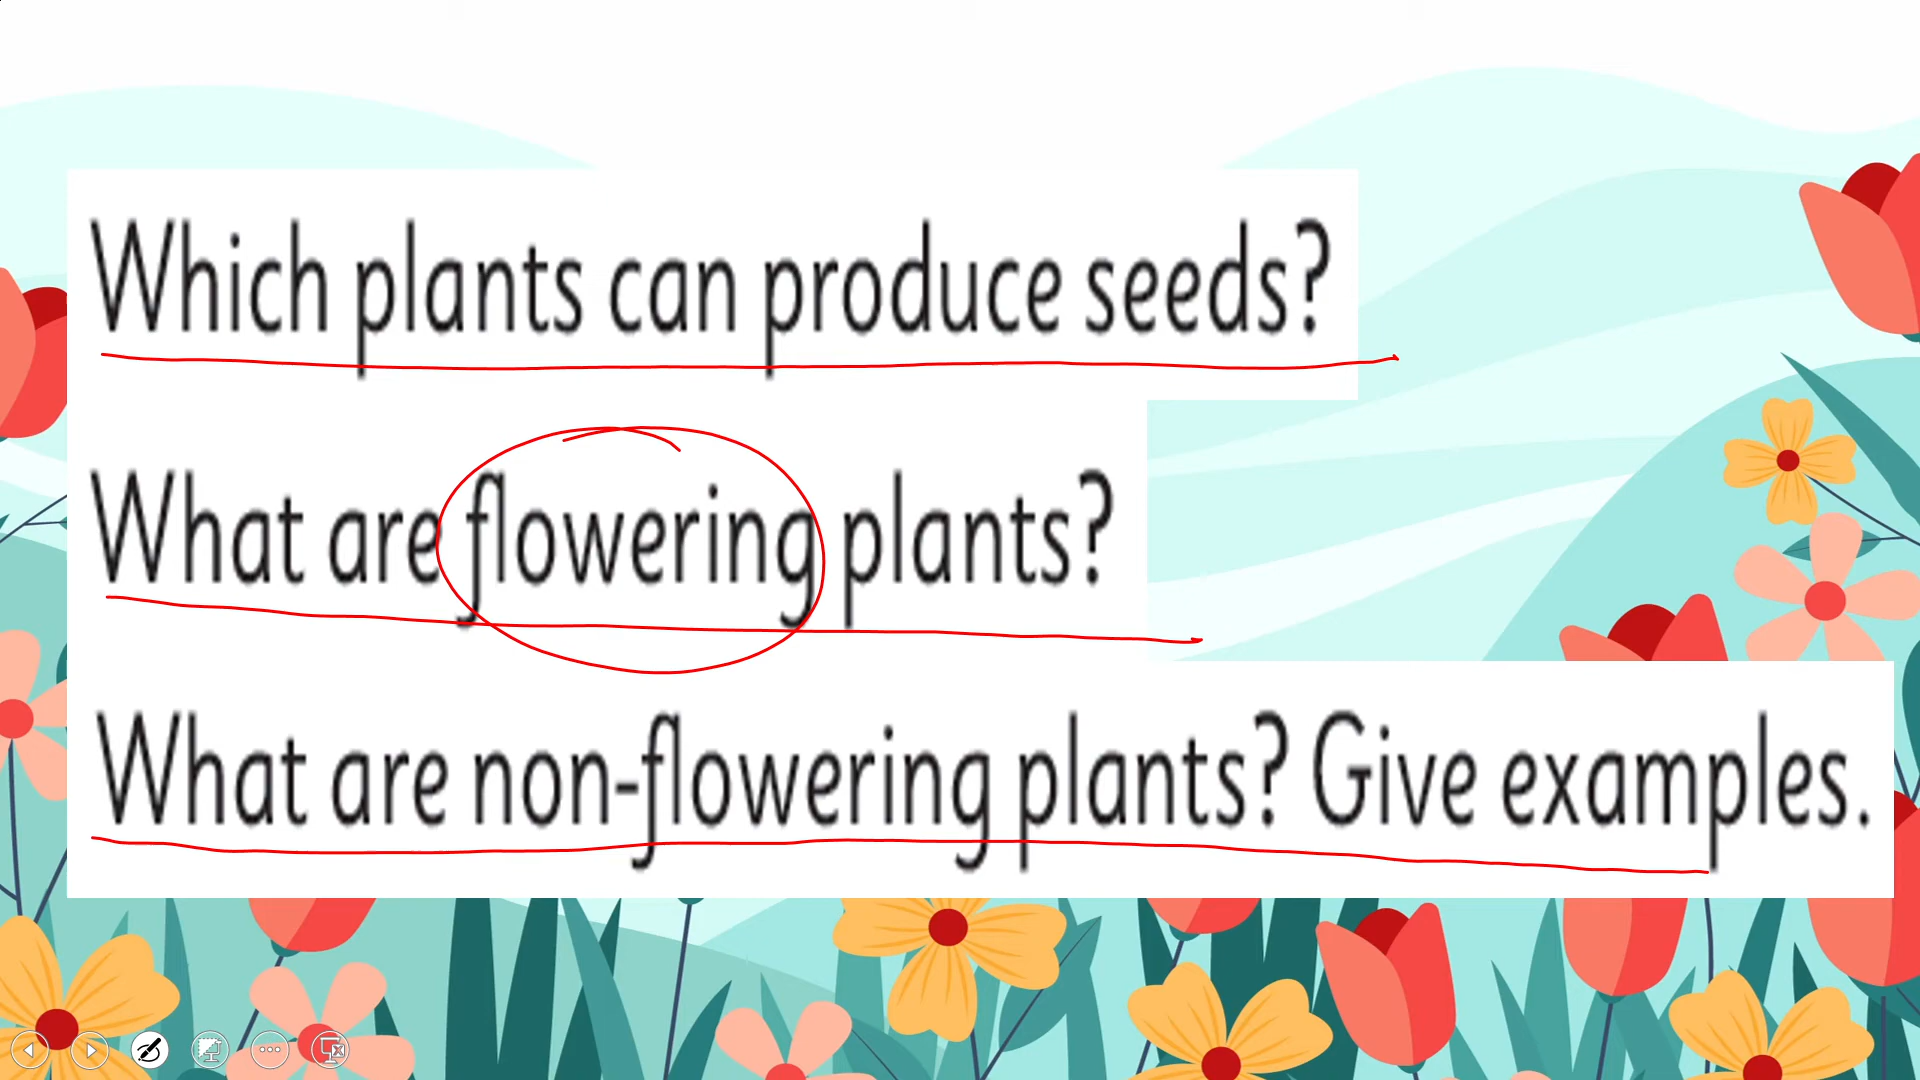 Which plants can produce seeds?
What are flowering plants?
What are non-flowering plants? Give examples.